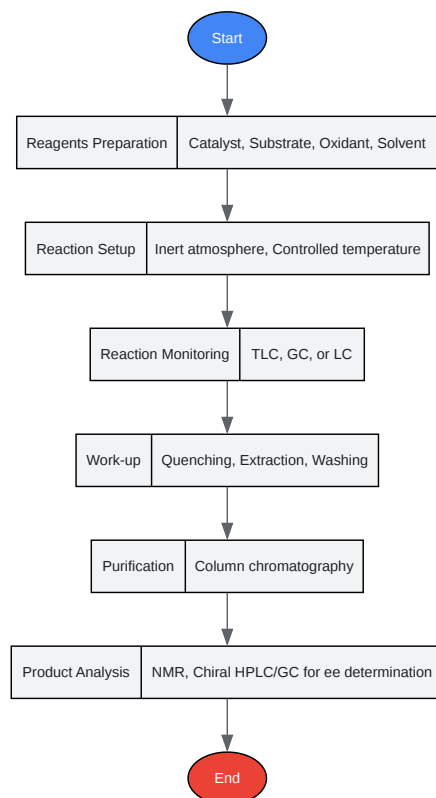 Start
Reagents Preparation Catalyst, Substrate, Oxidant, Solvent
Reaction Setup Inert atmosphere, Controlled temperature
Reaction Monitoring TLC, GC, or LC
Work-up Quenching, Extraction, Washing
Purification Column chromatography
Product Analysis NMR, Chiral HPLC/GC for ee determination
End